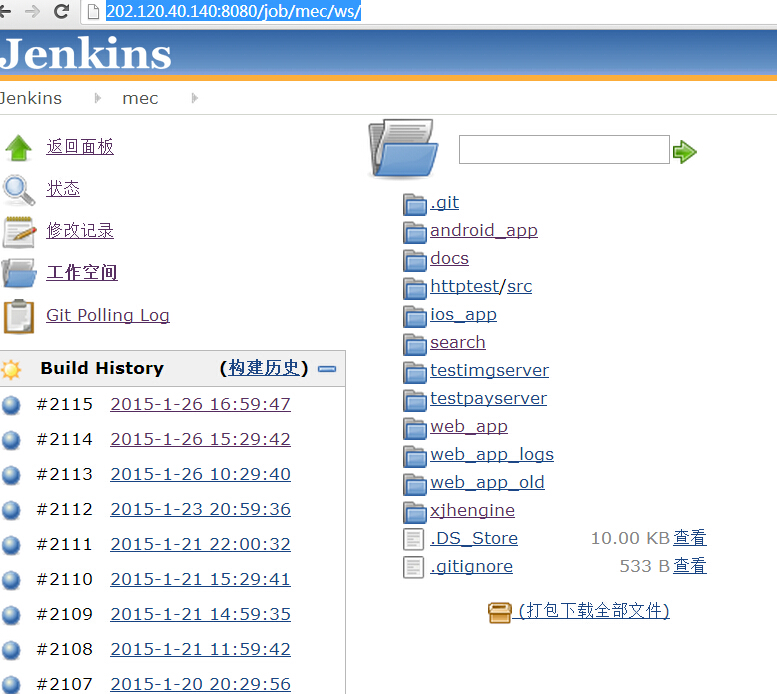 202.120.40.140:8080/job/mec/ws/
Jenkins
Jenkins mec
返回面板
状态
修改记录
工作空间
Git Polling Log
Build History (构建历史)
#2115 2015-1-26 16:59:47
#2114 2015-1-26 15:29:42
#2113 2015-1-26 10:29:40
#2112 2015-1-23 20:59:36
#2111 2015-1-21 22:00:32
#2110 2015-1-21 15:29:41
#2109 2015-1-21 14:59:35
#2108 2015-1-21 11:59:42
#2107 2015-1-20 20:29:56
.git
android_app
docs
httptest/src
ios_app
search
testimgserver
testpayserver
web_app
web_app_logs
web_app_old
xjhengine
.DS_Store 10.00 KB 查看
.gitignore 533 B 查看
(打包下载全部文件)